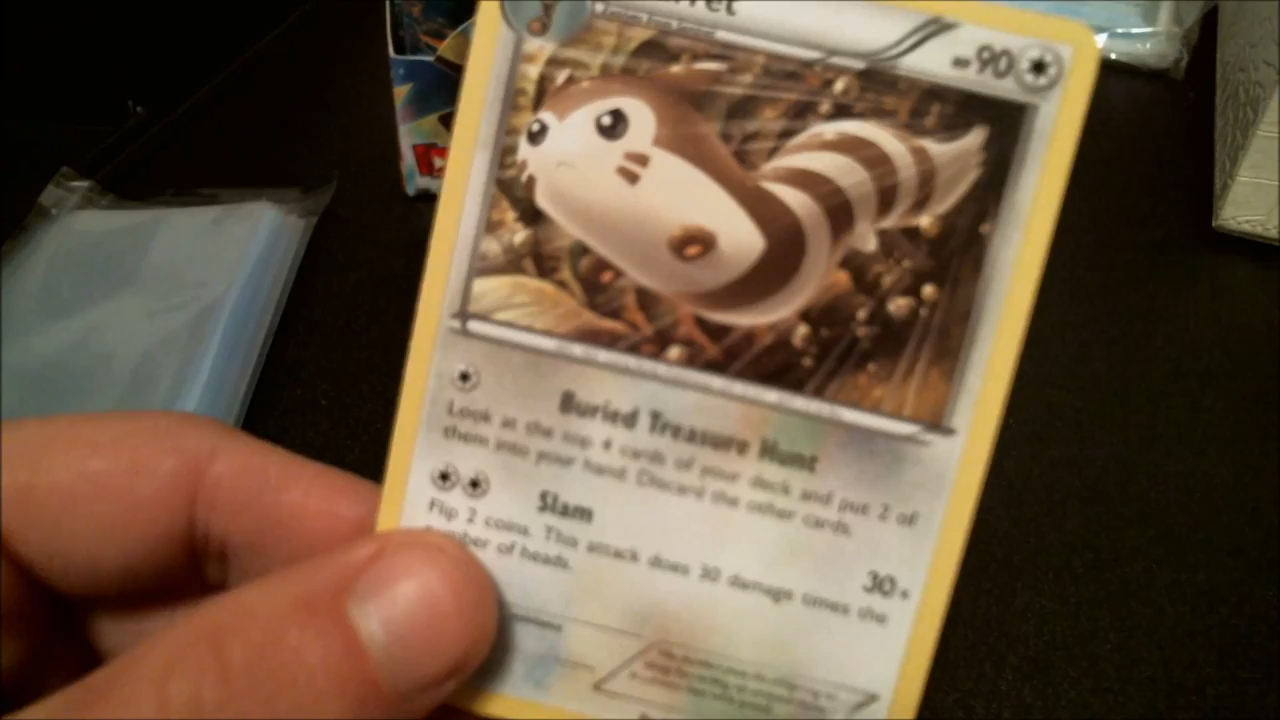 rret
90
Buried Treasure Hunt
Look at the top 4 cards of your deck and put 2 of
them into your hand. Discard the other cards.
Slam
30
Flip 2 coins. This attack does 30 damage times the
number of heads.